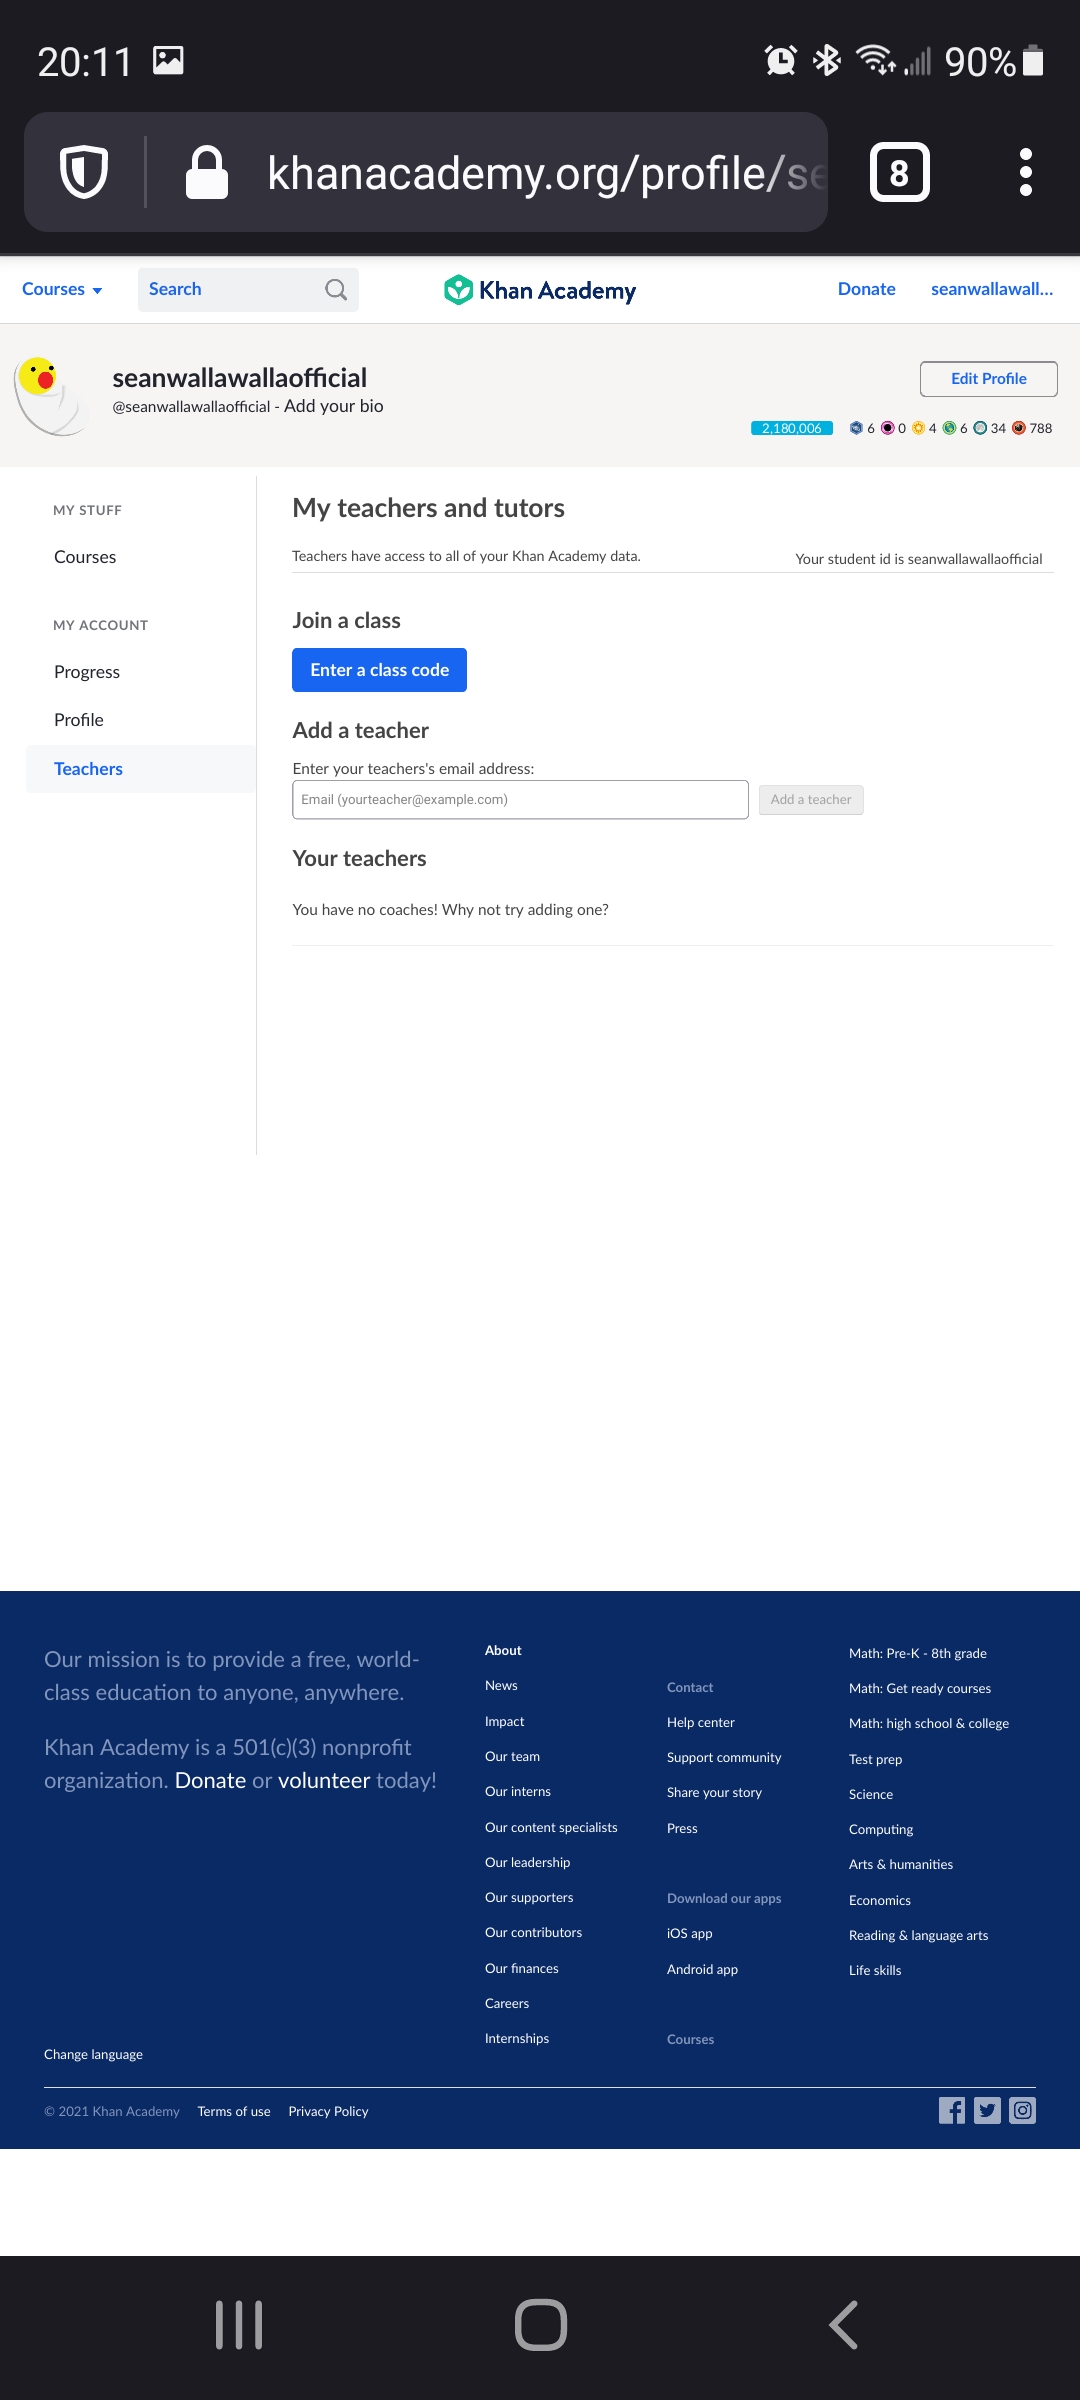 20:11
90%
khanacademy.org/profile/se
8
Courses
Search
Khan Academy
Donate
seanwallawall...
seanwallawallaofficial
@seanwallawallaofficial - Add your bio
Edit Profile
2,180,006
6
0
4
6
34
788
MY STUFF
Courses
MY ACCOUNT
Progress
Profile
Teachers
My teachers and tutors
Teachers have access to all of your Khan Academy data.
Your student id is seanwallawallaofficial
Join a class
Enter a class code
Add a teacher
Enter your teachers's email address:
Email (yourteacher@example.com)
Add a teacher
Your teachers
You have no coaches! Why not try adding one?
Our mission is to provide a free, world-
class education to anyone, anywhere.
Khan Academy is a 501(c)(3) nonprofit
organization. Donate or volunteer today!
About
News
Impact
Our team
Our interns
Our content specialists
Our leadership
Our supporters
Our contributors
Our finances
Careers
Internships
Contact
Help center
Support community
Share your story
Press
Download our apps
iOS app
Android app
Courses
Math: Pre-K - 8th grade
Math: Get ready courses
Math: high school & college
Test prep
Science
Computing
Arts & humanities
Economics
Reading & language arts
Life skills
Change language
© 2021 Khan Academy
Terms of use
Privacy Policy